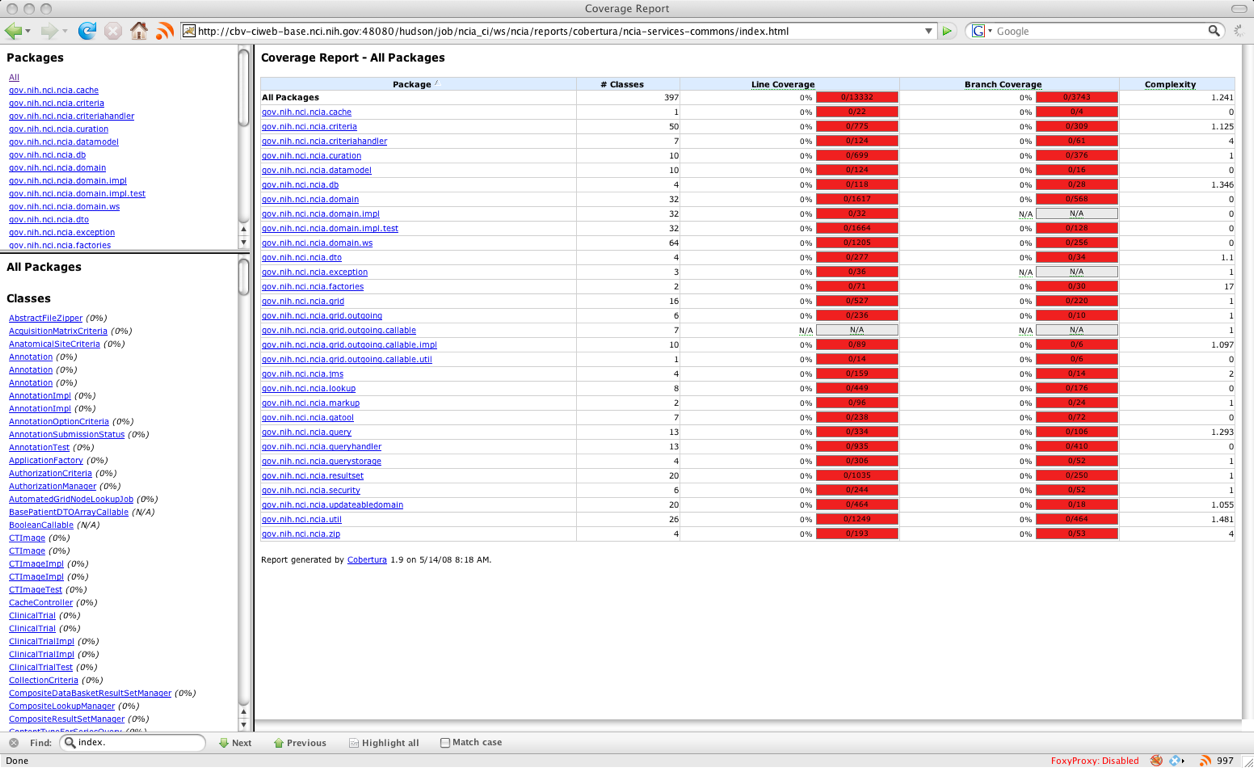 Coverage Report
http://cbv-ciweb-base.nci.nih.gov:48080/hudson/job/ncia_ci/ws/ncia/reports/cobertura/ncia-services-commons/index.html
Google
Packages
All
gov.nih.nci.ncia.cache
gov.nih.nci.ncia.criteria
gov.nih.nci.ncia.criteriahandler
gov.nih.nci.ncia.curation
gov.nih.nci.ncia.datamodel
gov.nih.nci.ncia.db
gov.nih.nci.ncia.domain
gov.nih.nci.ncia.domain.impl
gov.nih.nci.ncia.domain.impl.test
gov.nih.nci.ncia.domain.ws
gov.nih.nci.ncia.dto
gov.nih.nci.ncia.exception
gov.nih.nci.ncia.factories
All Packages
Classes
AbstractFileZipper (0%)
AcquisitionMatrixCriteria (0%)
AnatomicalSiteCriteria (0%)
Annotation (0%)
Annotation (0%)
Annotation (0%)
AnnotationImpl (0%)
AnnotationImpl (0%)
AnnotationOptionCriteria (0%)
AnnotationSubmissionStatus (0%)
AnnotationTest (0%)
ApplicationFactory (0%)
AuthorizationCriteria (0%)
AuthorizationManager (0%)
AutomatedGridNodeLookupJob (0%)
BasePatientDTOArrayCallable (N/A)
BooleanCallable (N/A)
CTImage (0%)
CTImage (0%)
CTImageImpl (0%)
CTImageImpl (0%)
CTImageTest (0%)
CacheController (0%)
ClinicalTrial (0%)
ClinicalTrial (0%)
ClinicalTrialImpl (0%)
ClinicalTrialImpl (0%)
ClinicalTrialTest (0%)
CollectionCriteria (0%)
CompositeDataBasketResultSetManager (0%)
CompositeLookupManager (0%)
CompositeResultSetManager (0%)
ContentTypeForSeriesQuery (0%)
Coverage Report - All Packages
Package # Classes Line Coverage Branch Coverage Complexity
All Packages 397 0% 0/13332 0% 0/3743 1.241
gov.nih.nci.ncia.cache 1 0% 0/22 0% 0/4 0
gov.nih.nci.ncia.criteria 50 0% 0/775 0% 0/309 1.125
gov.nih.nci.ncia.criteriahandler 7 0% 0/124 0% 0/61 4
gov.nih.nci.ncia.curation 10 0% 0/699 0% 0/376 1
gov.nih.nci.ncia.datamodel 10 0% 0/124 0% 0/16 0
gov.nih.nci.ncia.db 4 0% 0/118 0% 0/28 1.346
gov.nih.nci.ncia.domain 32 0% 0/1617 0% 0/568 0
gov.nih.nci.ncia.domain.impl 32 0% 0/32 N/A N/A 0
gov.nih.nci.ncia.domain.impl.test 32 0% 0/1664 0% 0/128 0
gov.nih.nci.ncia.domain.ws 64 0% 0/1205 0% 0/256 0
gov.nih.nci.ncia.dto 4 0% 0/277 0% 0/34 1.1
gov.nih.nci.ncia.exception 3 0% 0/36 N/A N/A 1
gov.nih.nci.ncia.factories 2 0% 0/71 0% 0/30 17
gov.nih.nci.ncia.grid 16 0% 0/527 0% 0/220 1
gov.nih.nci.ncia.grid.outgoing 6 0% 0/236 0% 0/10 1
gov.nih.nci.ncia.grid.outgoing.callable 7 N/A N/A N/A N/A 1
gov.nih.nci.ncia.grid.outgoing.callable.impl 10 0% 0/89 0% 0/6 1.097
gov.nih.nci.ncia.grid.outgoing.callable.util 1 0% 0/14 0% 0/6 0
gov.nih.nci.ncia.jms 4 0% 0/159 0% 0/14 2
gov.nih.nci.ncia.lookup 8 0% 0/449 0% 0/176 0
gov.nih.nci.ncia.markup 2 0% 0/96 0% 0/24 1
gov.nih.nci.ncia.qatool 7 0% 0/238 0% 0/72 0
gov.nih.nci.ncia.query 13 0% 0/334 0% 0/106 1.293
gov.nih.nci.ncia.queryhandler 13 0% 0/935 0% 0/410 0
gov.nih.nci.ncia.querystorage 4 0% 0/306 0% 0/52 1
gov.nih.nci.ncia.resultset 20 0% 0/1035 0% 0/250 1
gov.nih.nci.ncia.security 6 0% 0/244 0% 0/52 1
gov.nih.nci.ncia.updateabledomain 20 0% 0/464 0% 0/18 1.055
gov.nih.nci.ncia.util 26 0% 0/1249 0% 0/464 1.481
gov.nih.nci.ncia.zip 4 0% 0/193 0% 0/53 4
Report generated by Cobertura 1.9 on 5/14/08 8:18 AM.
Find: index. Next Previous Highlight all Match case
Done FoxyProxy: Disabled 997